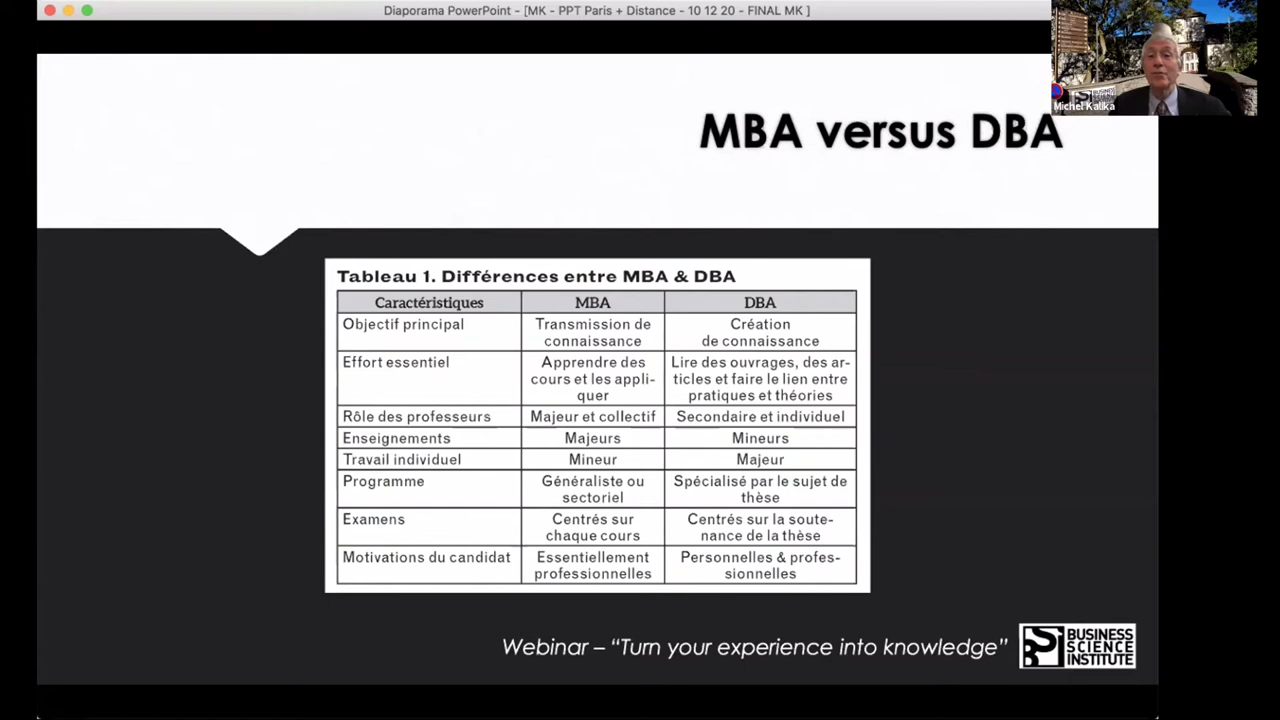 Diaporama PowerPoint - [MK - PPT Paris + Distance - 10 12 20 - FINAL MK ]
Michel Kalika
MBA versus DBA
Tableau 1. Différences entre MBA & DBA
Caractéristiques MBA DBA
Objectif principal Transmission de Création
connaissance de connaissance
Effort essentiel Apprendre des Lire des ouvrages, des ar-
cours et les appli- ticles et faire le lien entre
quer pratiques et théories
Rôle des professeurs Majeur et collectif Secondaire et individuel
Enseignements Majeurs Mineurs
Travail individuel Mineur Majeur
Programme Généraliste ou Spécialisé par le sujet de
sectoriel thèse
Examens Centrés sur Centrés sur la soute-
chaque cours nance de la thèse
Motivations du candidat Essentiellement Personnelles & profes-
professionnelles sionnelles
Webinar – “Turn your experience into knowledge”
BUSINESS
SCIENCE
INSTITUTE